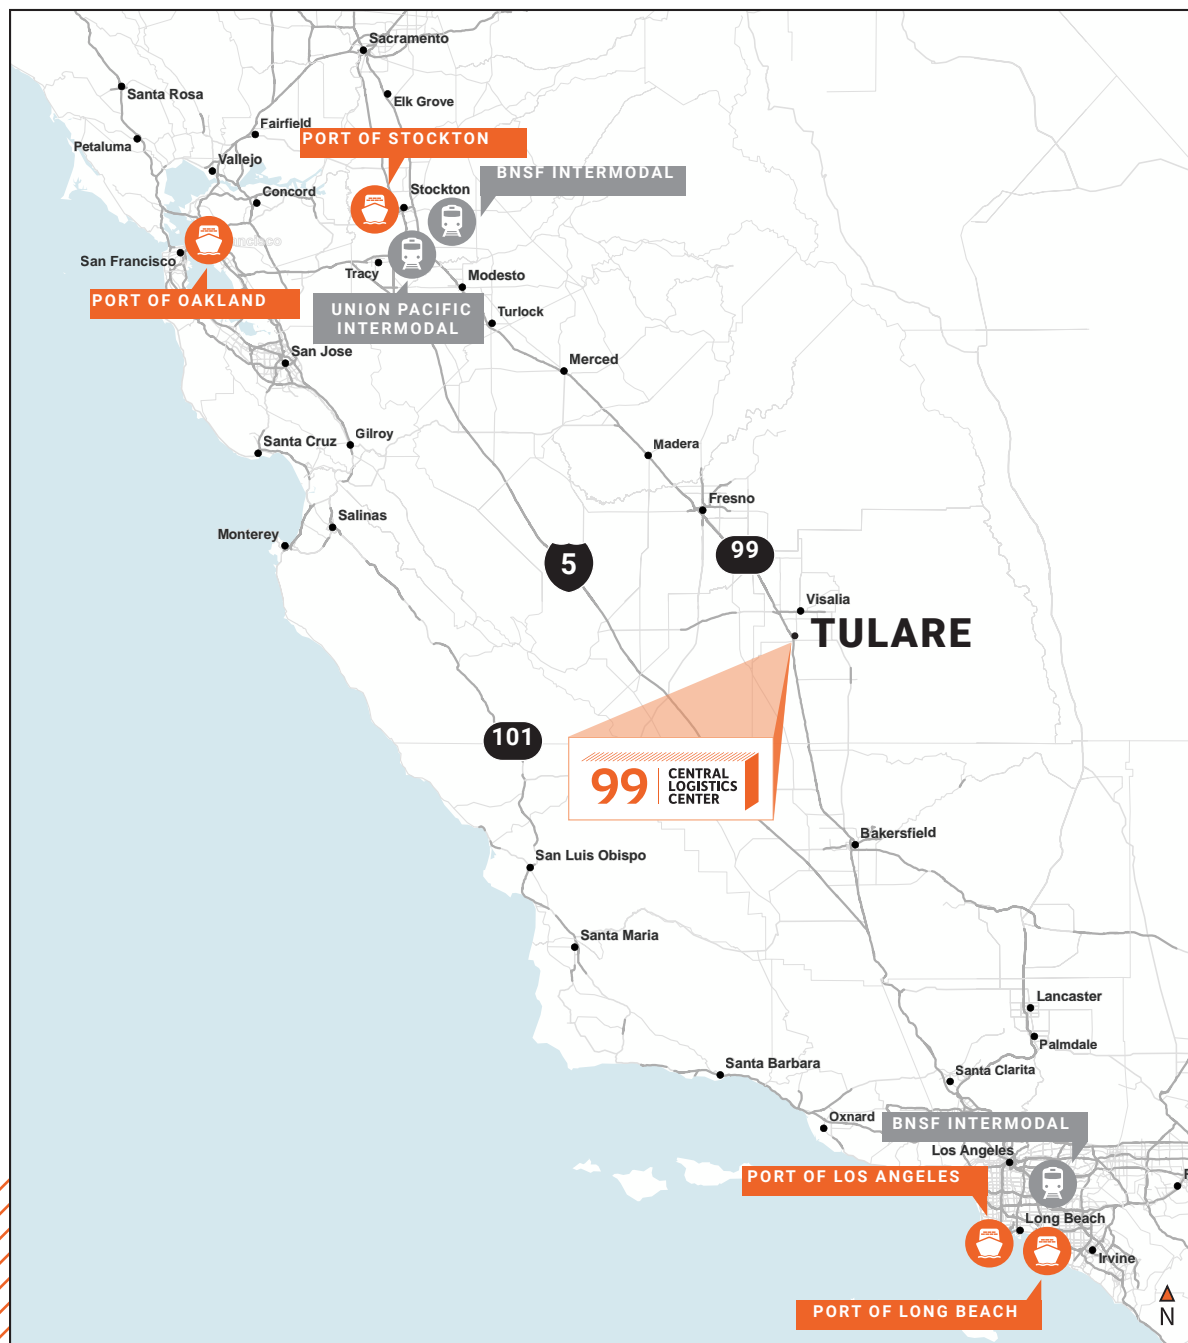 Sacramento
Santa Rosa
Elk Grove
Fairfield
PORT OF STOCKTON
Petaluma
Vallejo
BNSF INTERMODAL
Concord
Stockton
San Francisco
Tracy
Modesto
PORT OF OAKLAND
UNION PACIFIC
INTERMODAL
Turlock
San Jose
Merced
Santa Cruz
Gilroy
Madera
Fresno
Salinas
Monterey
5
99
Visalia
TULARE
101
99
CENTRAL
LOGISTICS
CENTER
Bakersfield
San Luis Obispo
Santa Maria
Lancaster
Palmdale
Santa Barbara
Santa Clarita
Oxnard
BNSF INTERMODAL
Los Angeles
PORT OF LOS ANGELES
Long Beach
Irvine
PORT OF LONG BEACH
N